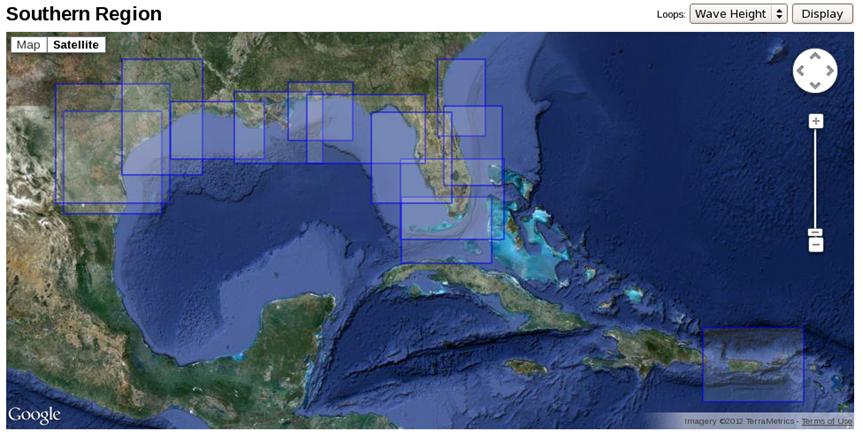 Southern Region
Loops: Wave Height Display
Map Satellite
Google
Imagery ©2012 TerraMetrics - Terms of Use